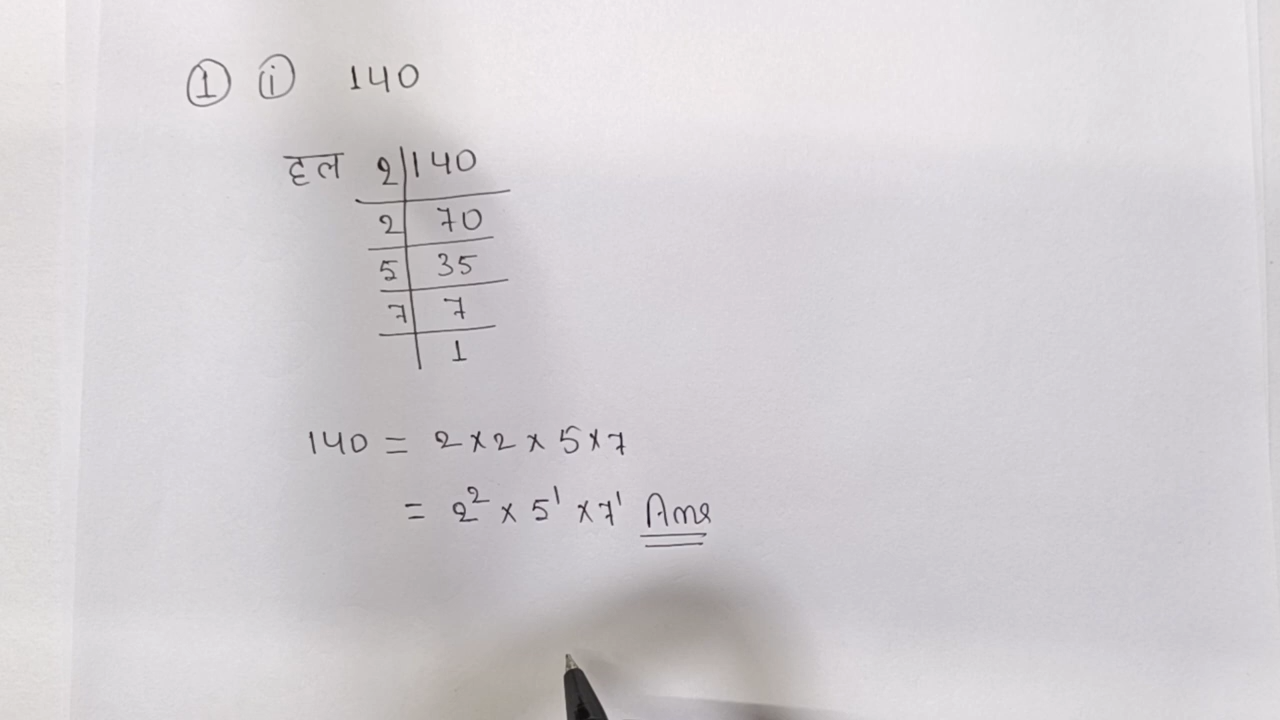 ① ⓘ 140
हल 2|140
2|70
5|35
7|7
|1
140 = 2 × 2 × 5 × 7
= 2² × 5¹ × 7¹ Ans